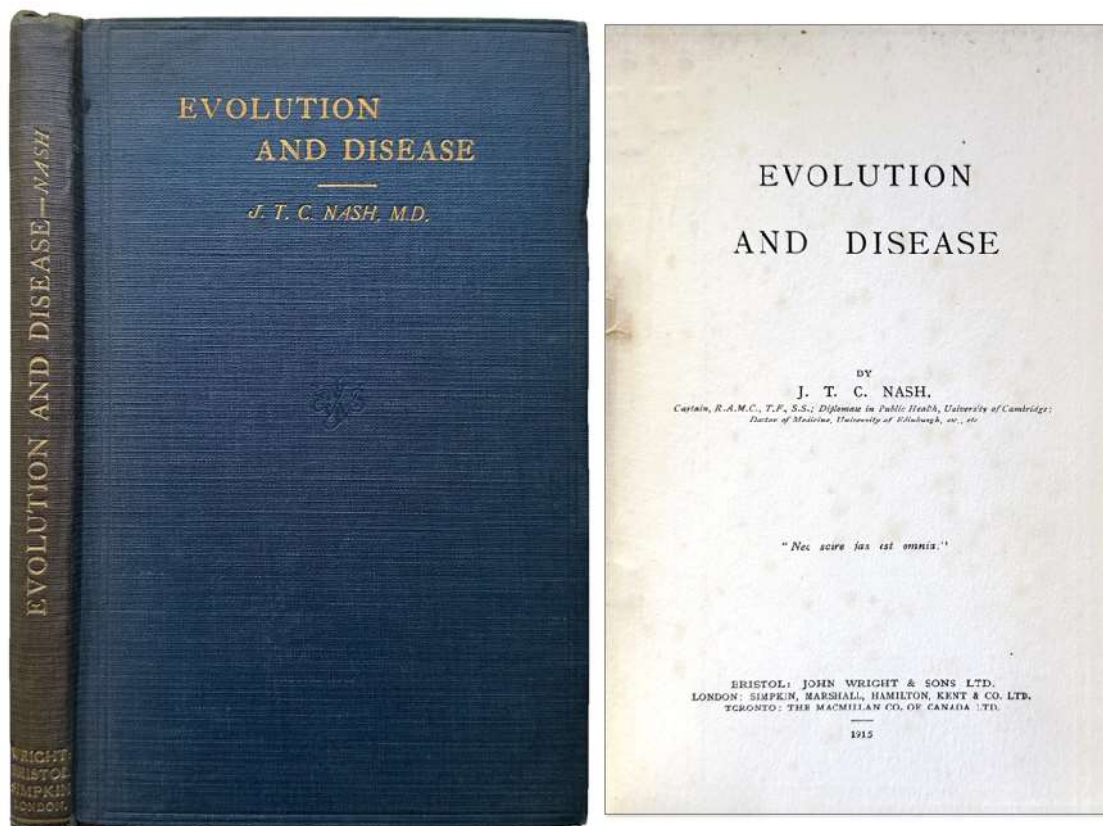 EVOLUTION AND DISEASE—NASH
WRIGHT:
BRISTOL.
SIMPKIN
LONDON.
EVOLUTION
AND DISEASE
J. T. C. NASH, M.D.
EVOLUTION
AND DISEASE
BY
J. T. C. NASH,
Captain, R.A.M.C., T.F., S.S.; Diplomate in Public Health, University of Cambridge;
Doctor of Medicine, University of Edinburgh, etc., etc
"Nec scire fas est omnia."
BRISTOL: JOHN WRIGHT & SONS LTD.
LONDON: SIMPKIN, MARSHALL, HAMILTON, KENT & CO. LTD.
TORONTO: THE MACMILLAN CO. OF CANADA LTD.
1915